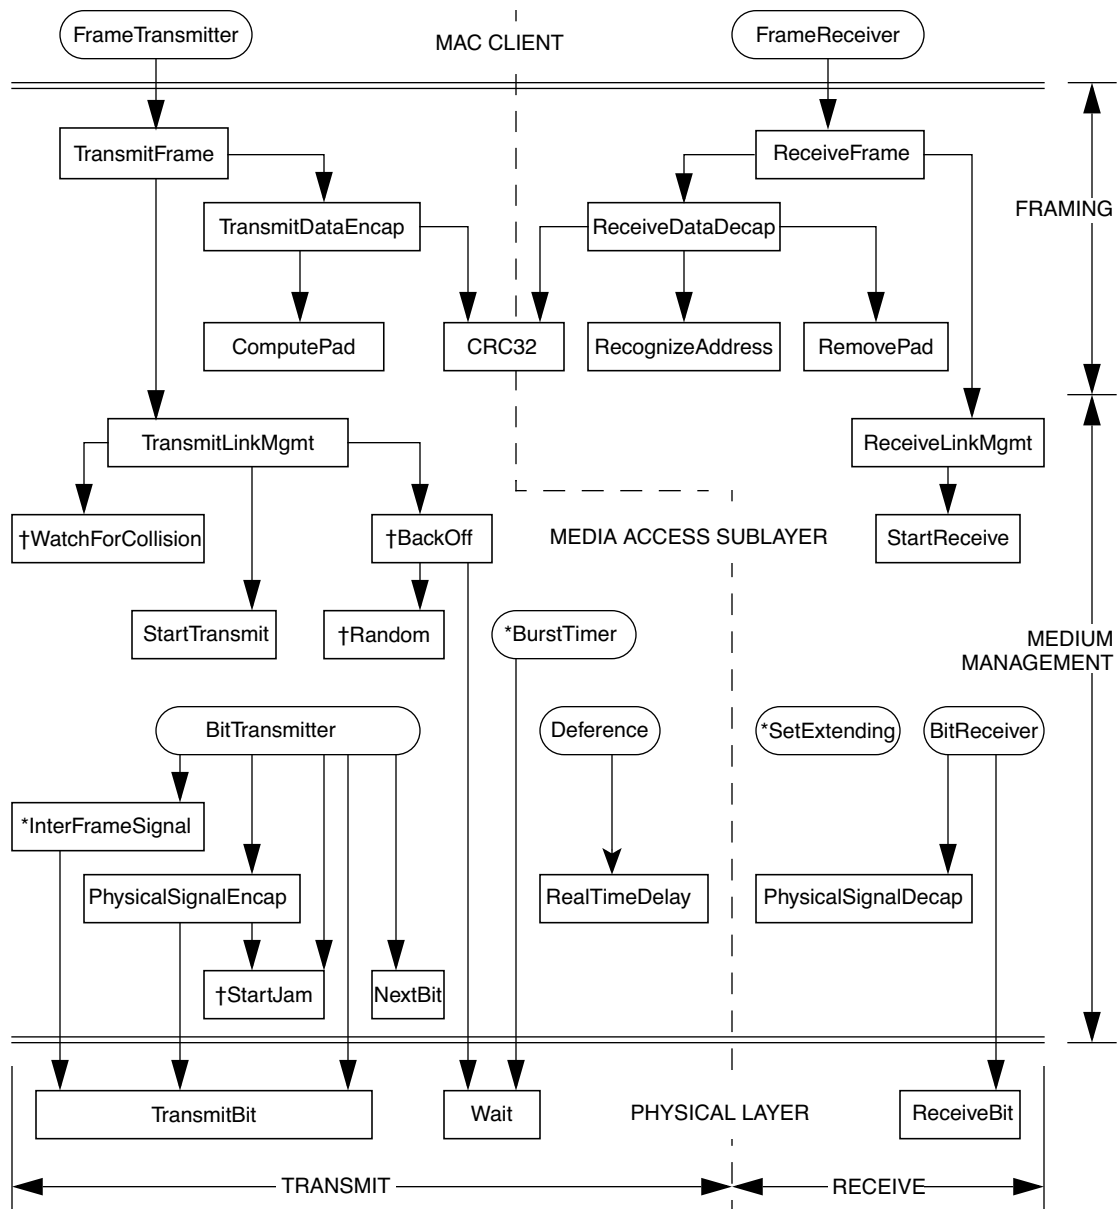 FrameTransmitter
MAC CLIENT
FrameReceiver
TransmitFrame
ReceiveFrame
TransmitDataEncap
ReceiveDataDecap
FRAMING
ComputePad
CRC32
RecognizeAddress
RemovePad
TransmitLinkMgmt
ReceiveLinkMgmt
†WatchForCollision
†BackOff
MEDIA ACCESS SUBLAYER
StartReceive
StartTransmit
†Random
*BurstTimer
MEDIUM
MANAGEMENT
BitTransmitter
Deference
*SetExtending
BitReceiver
*InterFrameSignal
PhysicalSignalEncap
RealTimeDelay
PhysicalSignalDecap
†StartJam
NextBit
TransmitBit
Wait
PHYSICAL LAYER
ReceiveBit
TRANSMIT
RECEIVE